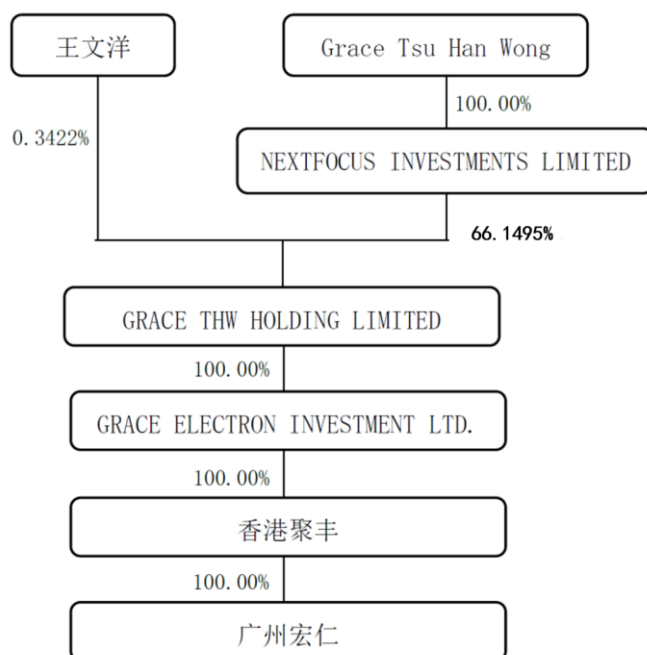 王文洋
Grace Tsu Han Wong
100.00%
0.3422%
NEXTFOCUS INVESTMENTS LIMITED
66.1495%
GRACE THW HOLDING LIMITED
100.00%
GRACE ELECTRON INVESTMENT LTD.
100.00%
香港聚丰
100.00%
广州宏仁